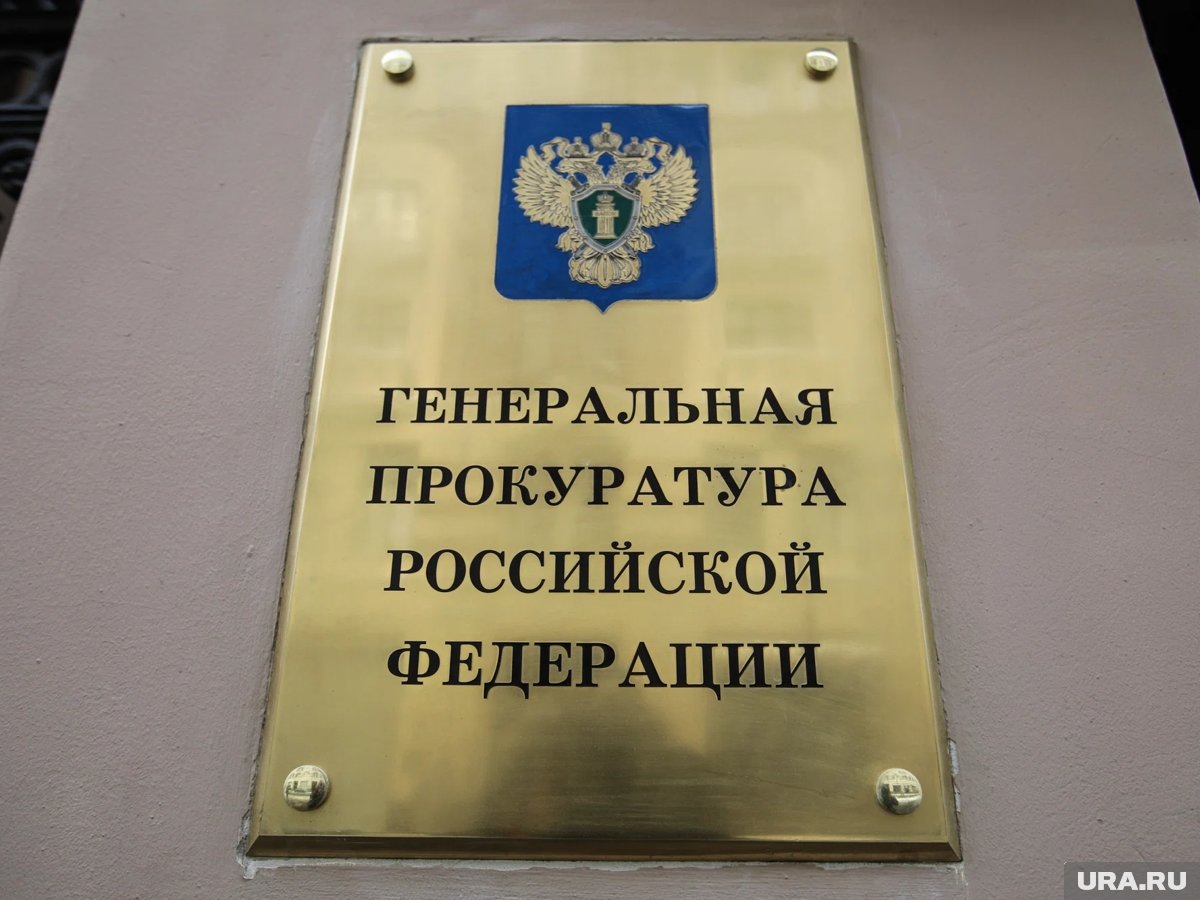 ГЕНЕРАЛЬНАЯ
ПРОКУРАТУРА
РОССИЙСКОЙ
ФЕДЕРАЦИИ
URA.RU